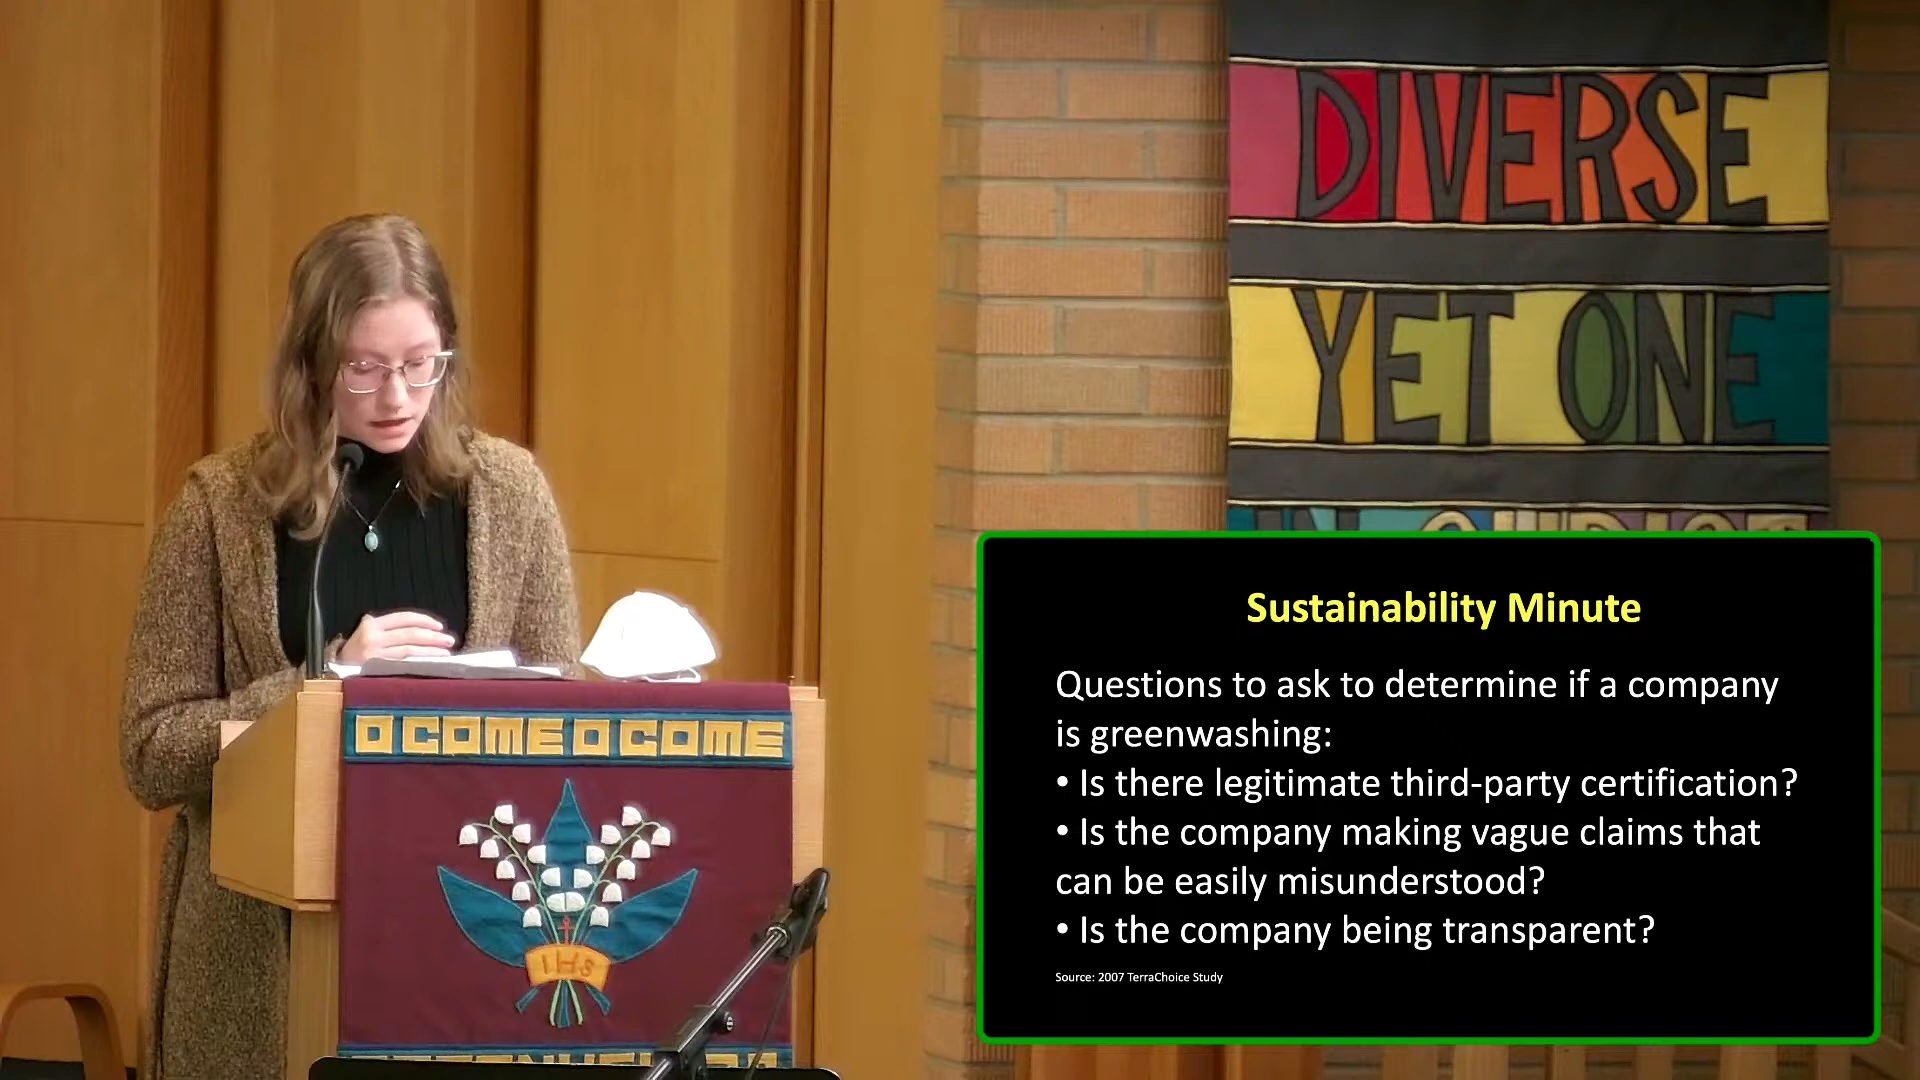 DIVERSE
YET ONE
O COME O COME
IHS
Sustainability Minute
Questions to ask to determine if a company
is greenwashing:
• Is there legitimate third-party certification?
• Is the company making vague claims that
can be easily misunderstood?
• Is the company being transparent?
Source: 2007 TerraChoice Study